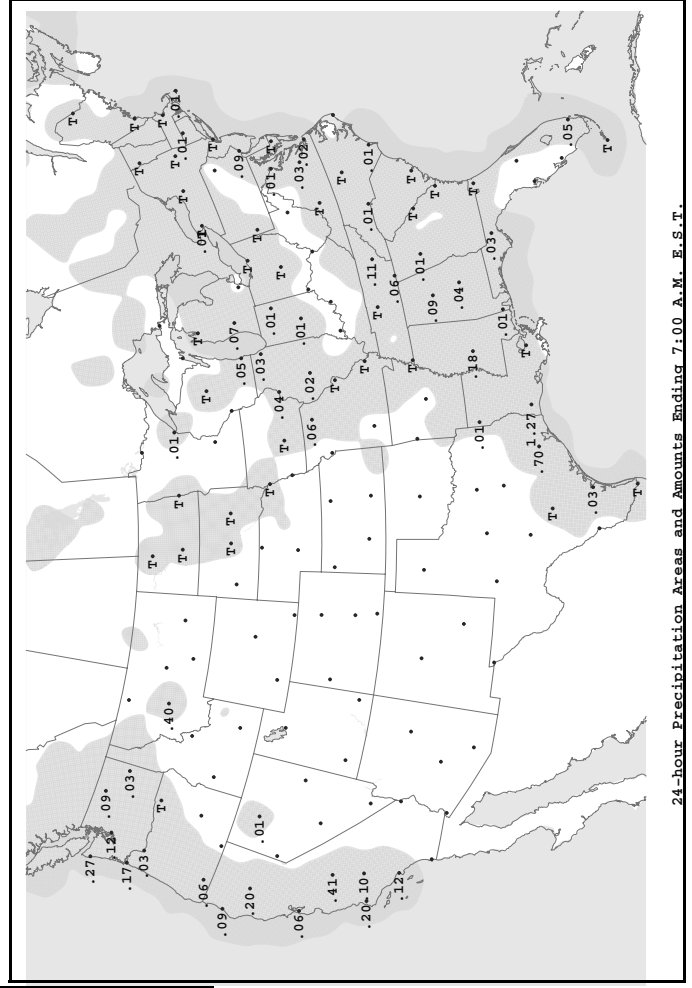 T
.27
.09
.12
.17
.03
T
T
.03
T
T
T
.40
.01
T
.01
T
T
.01
T
T
.01
.06
T
T
.09
T
T
.07
.09
.05
T
.20
T
.01
.03
T
.01
.01
T
.04
T
T
.06
.03
.01
.02
.02
.06
T
.41
T
T
.10
T
.20
.01
.01
.11
T
.06
.12
T
T
T
.01
.09
T
.04
.18
T
.01
.03
.01
T
1.27
.70
T
.05
.03
T
T
24-hour Precipitation Areas and Amounts Ending 7:00 A.M. E.S.T.